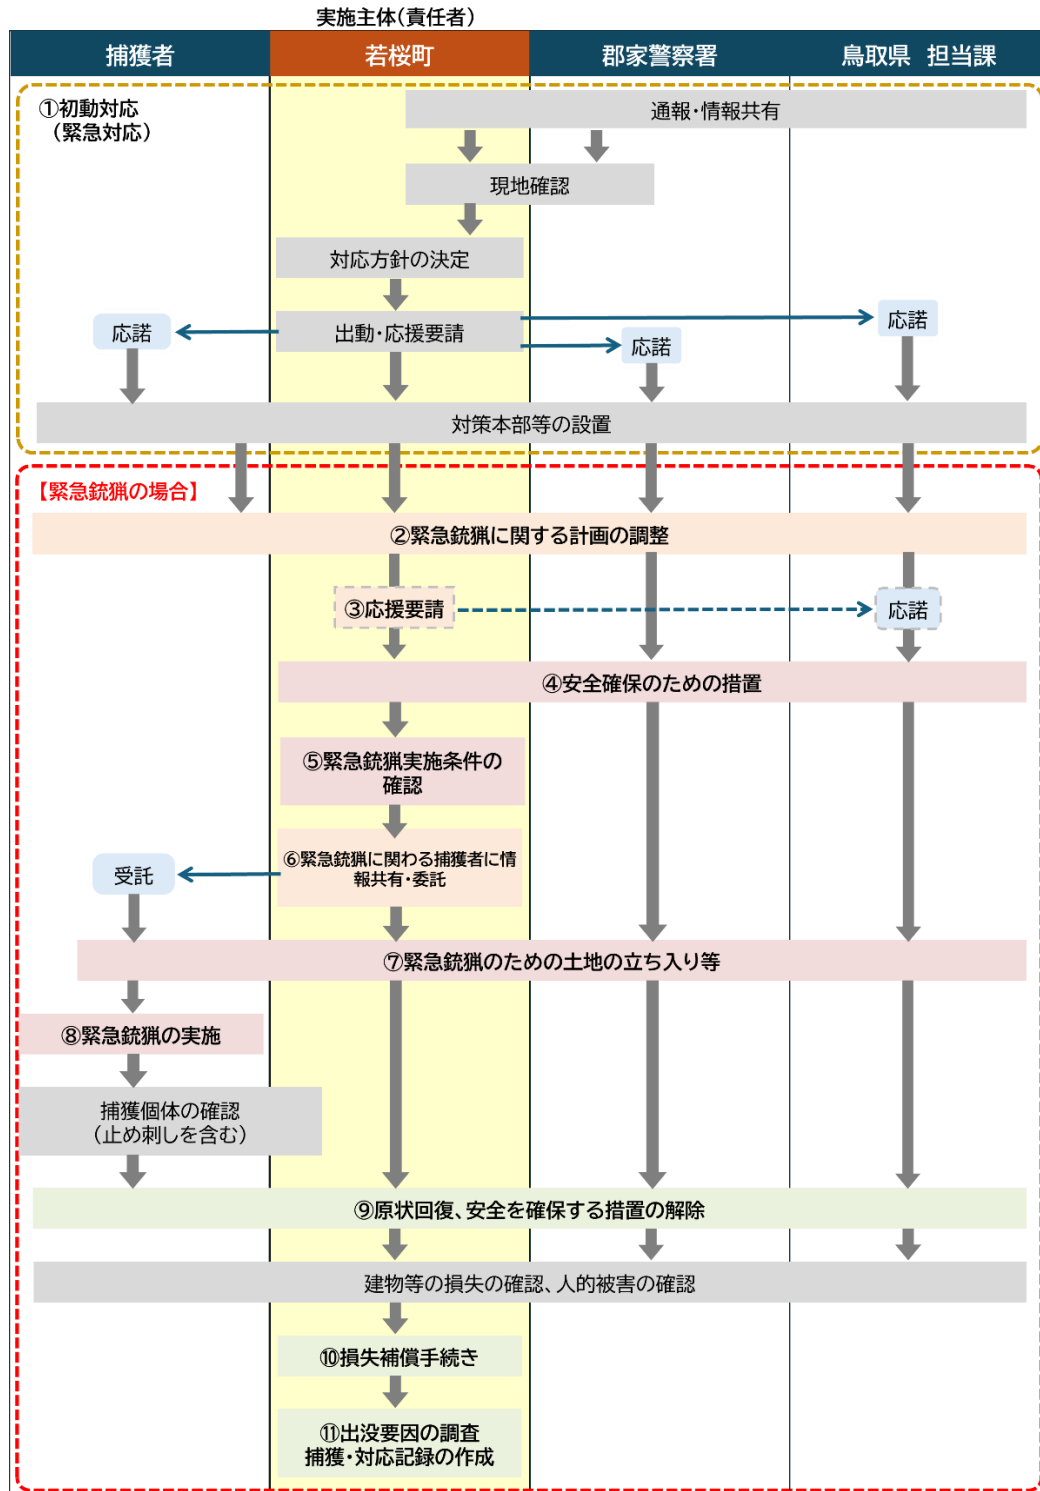 実施主体(責任者)
捕獲者
若桜町
郡家警察署
鳥取県 担当課
①初動対応
(緊急対応)
通報・情報共有
現地確認
対応方針の決定
出動・応援要請
応諾
応諾
応諾
対策本部等の設置
【緊急銃猟の場合】
②緊急銃猟に関する計画の調整
③応援要請
応諾
④安全確保のための措置
⑤緊急銃猟実施条件の
確認
⑥緊急銃猟に関わる捕獲者に情
報共有・委託
受託
⑦緊急銃猟のための土地の立ち入り等
⑧緊急銃猟の実施
捕獲個体の確認
(止め刺しを含む)
⑨原状回復、安全を確保する措置の解除
建物等の損失の確認、人的被害の確認
⑩損失補償手続き
⑪出没要因の調査
捕獲・対応記録の作成